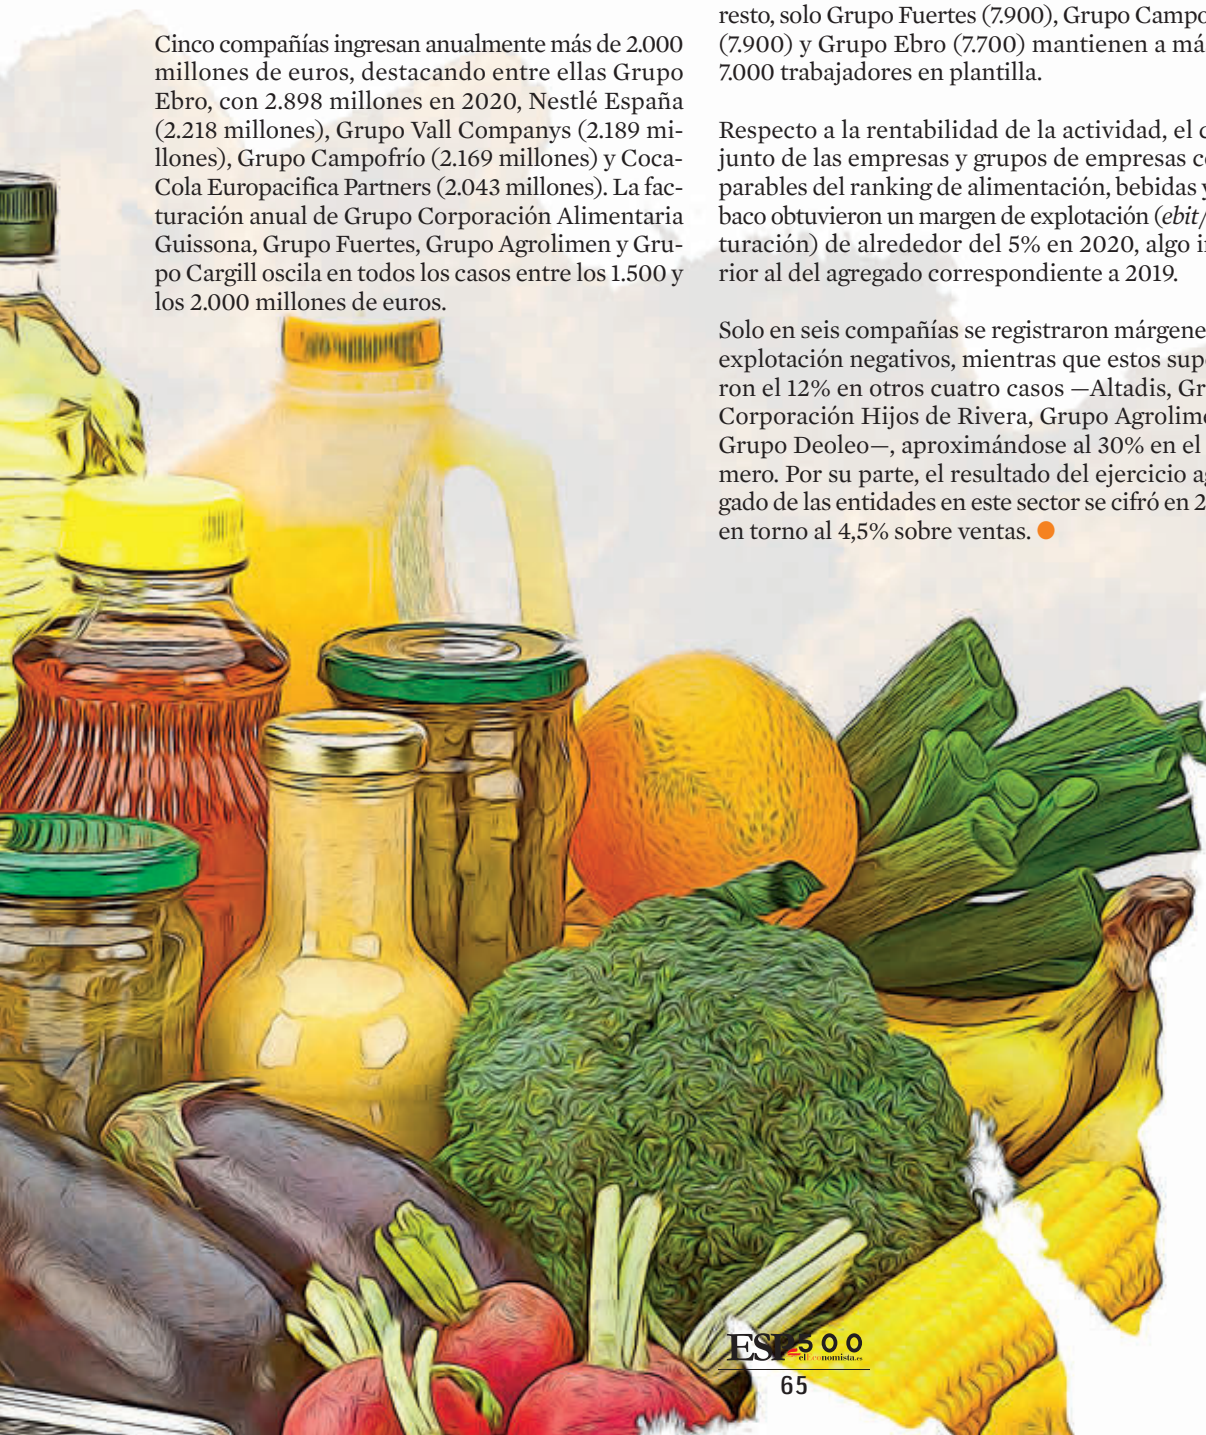 Cinco compañías ingresan anualmente más de 2.000
millones de euros, destacando entre ellas Grupo
Ebro, con 2.898 millones en 2020, Nestlé España
(2.218 millones), Grupo Vall Companys (2.189 mi-
llones), Grupo Campofrío (2.169 millones) y Coca-
Cola Europacifica Partners (2.043 millones). La fac-
turación anual de Grupo Corporación Alimentaria
Guissona, Grupo Fuertes, Grupo Agrolimen y Gru-
po Cargill oscila en todos los casos entre los 1.500 y
los 2.000 millones de euros.
resto, solo Grupo Fuertes (7.900), Grupo Campo
(7.900) y Grupo Ebro (7.700) mantienen a má
7.000 trabajadores en plantilla.
Respecto a la rentabilidad de la actividad, el
junto de las empresas y grupos de empresas
parables del ranking de alimentación, bebidas y
baco obtuvieron un margen de explotación (ebit/
turación) de alrededor del 5% en 2020, algo
rior al del agregado correspondiente a 2019.
Solo en seis compañías se registraron márgene
explotación negativos, mientras que estos sup
ron el 12% en otros cuatro casos —Altadis, Gr
Corporación Hijos de Rivera, Grupo Agrolim
Grupo Deoleo—, aproximándose al 30% en el
mero. Por su parte, el resultado del ejercicio
gado de las entidades en este sector se cifró en 2
en torno al 4,5% sobre ventas.
500
65